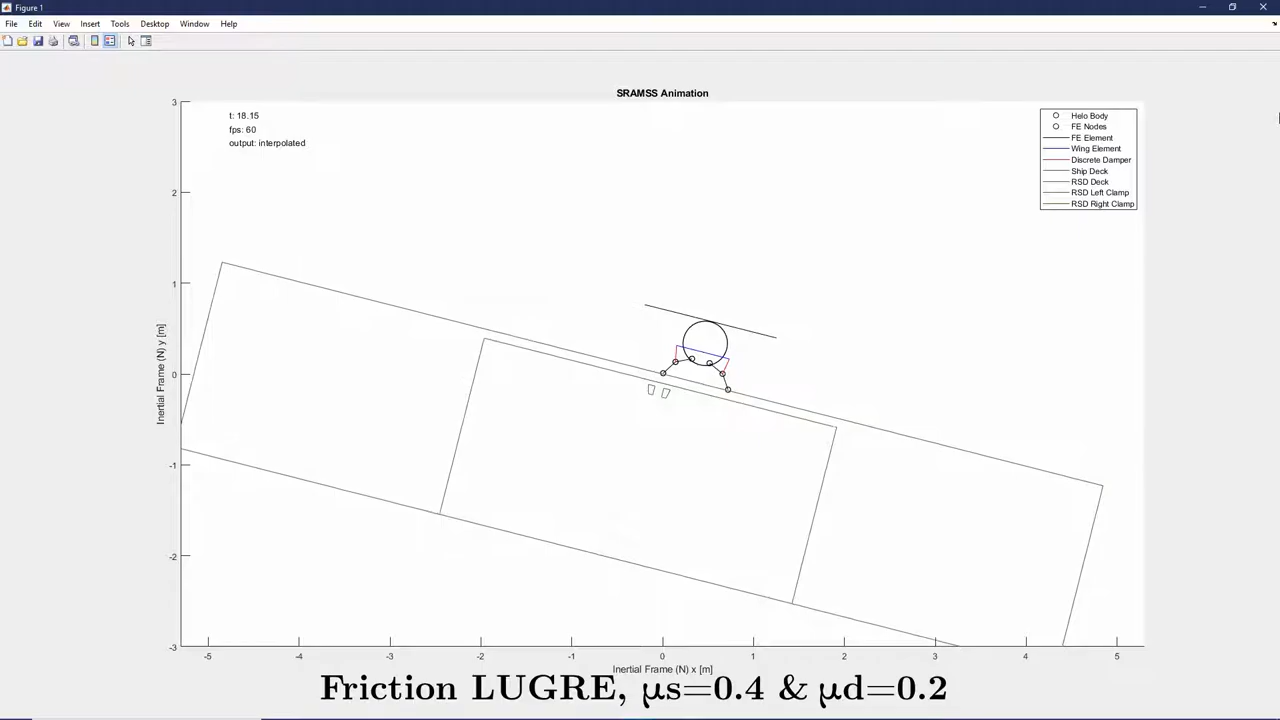 Figure 1
File Edit View Insert Tools Desktop Window Help
SRAMSS Animation
t: 18.15
fps: 60
output: interpolated
Helo Body
FE Nodes
FE Element
Wing Element
Discrete Damper
Ship Deck
RSD Deck
RSD Left Clamp
RSD Right Clamp
3
2
1
0
-1
-2
-3
Inertial Frame (N) y [m]
-5 -4 -3 -2 -1 0 1 2 3 4 5
Inertial Frame (N) x [m]
Friction LUGRE, μs=0.4 & μd=0.2